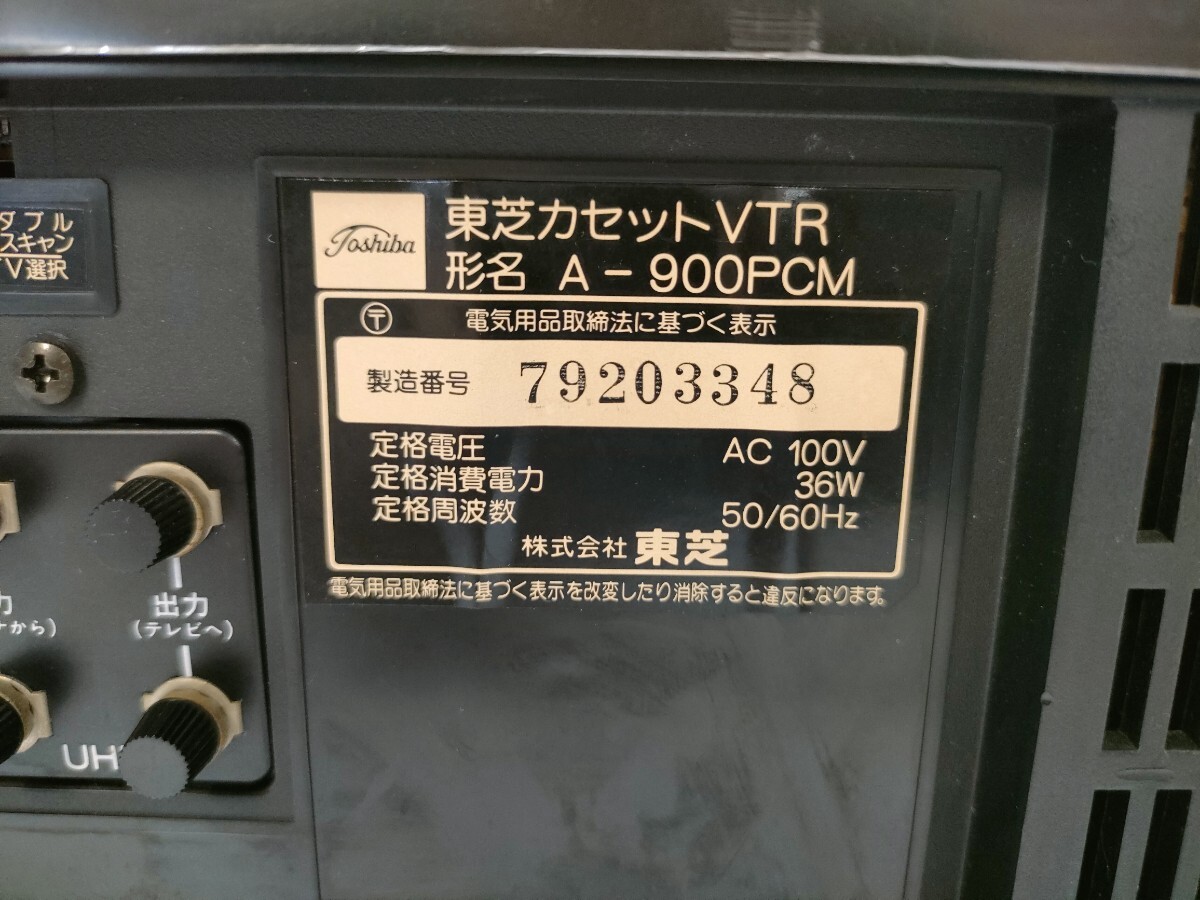 ダブル
スキャン
TV選択
Toshiba
東芝カセットVTR
形名 A-900PCM
〒 電気用品取締法に基づく表示
製造番号 79203348
定格電圧 AC 100V
定格消費電力 36W
定格周波数 50/60Hz
株式会社 東芝
電気用品取締法に基づく表示を改変したり消除すると違反になります。
出力
(テレビへ)
から)
UH